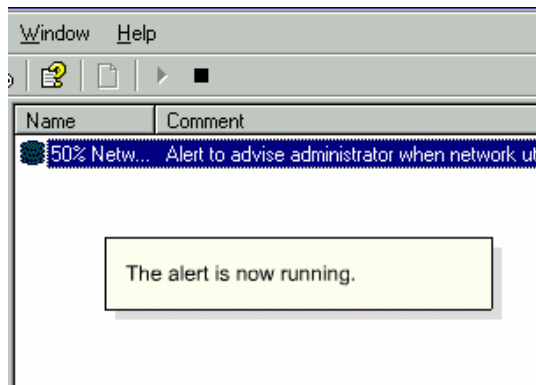 Window Help
Name Comment
50% Netw... Alert to advise administrator when network ut
The alert is now running.